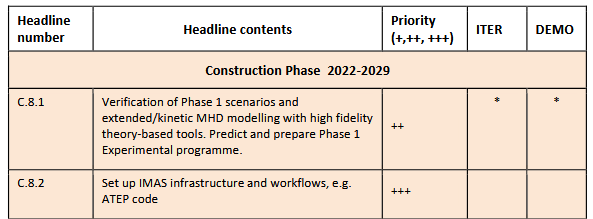 Headline number
Headline contents
Priority (+,++, +++)
ITER
DEMO
Construction Phase 2022-2029
C.8.1
Verification of Phase 1 scenarios and
extended/kinetic MHD modelling with high fidelity
theory-based tools. Predict and prepare Phase 1
Experimental programme.
++
*
*
C.8.2
Set up IMAS infrastructure and workflows, e.g.
ATEP code
+++